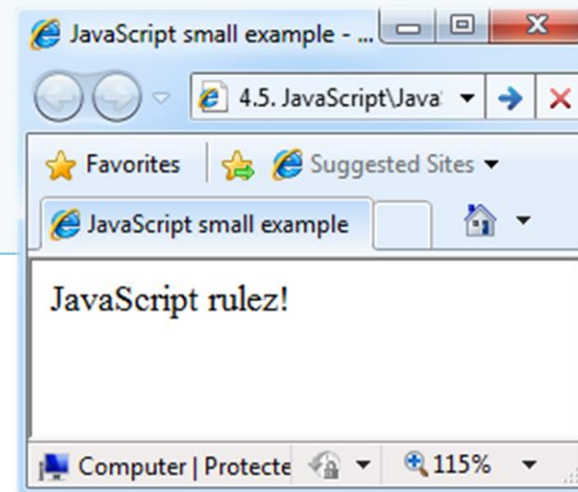 JavaScript small example - ...
4.5. JavaScript\Java
Favorites Suggested Sites
JavaScript small example
JavaScript rulez!
Computer | Protecte 115%